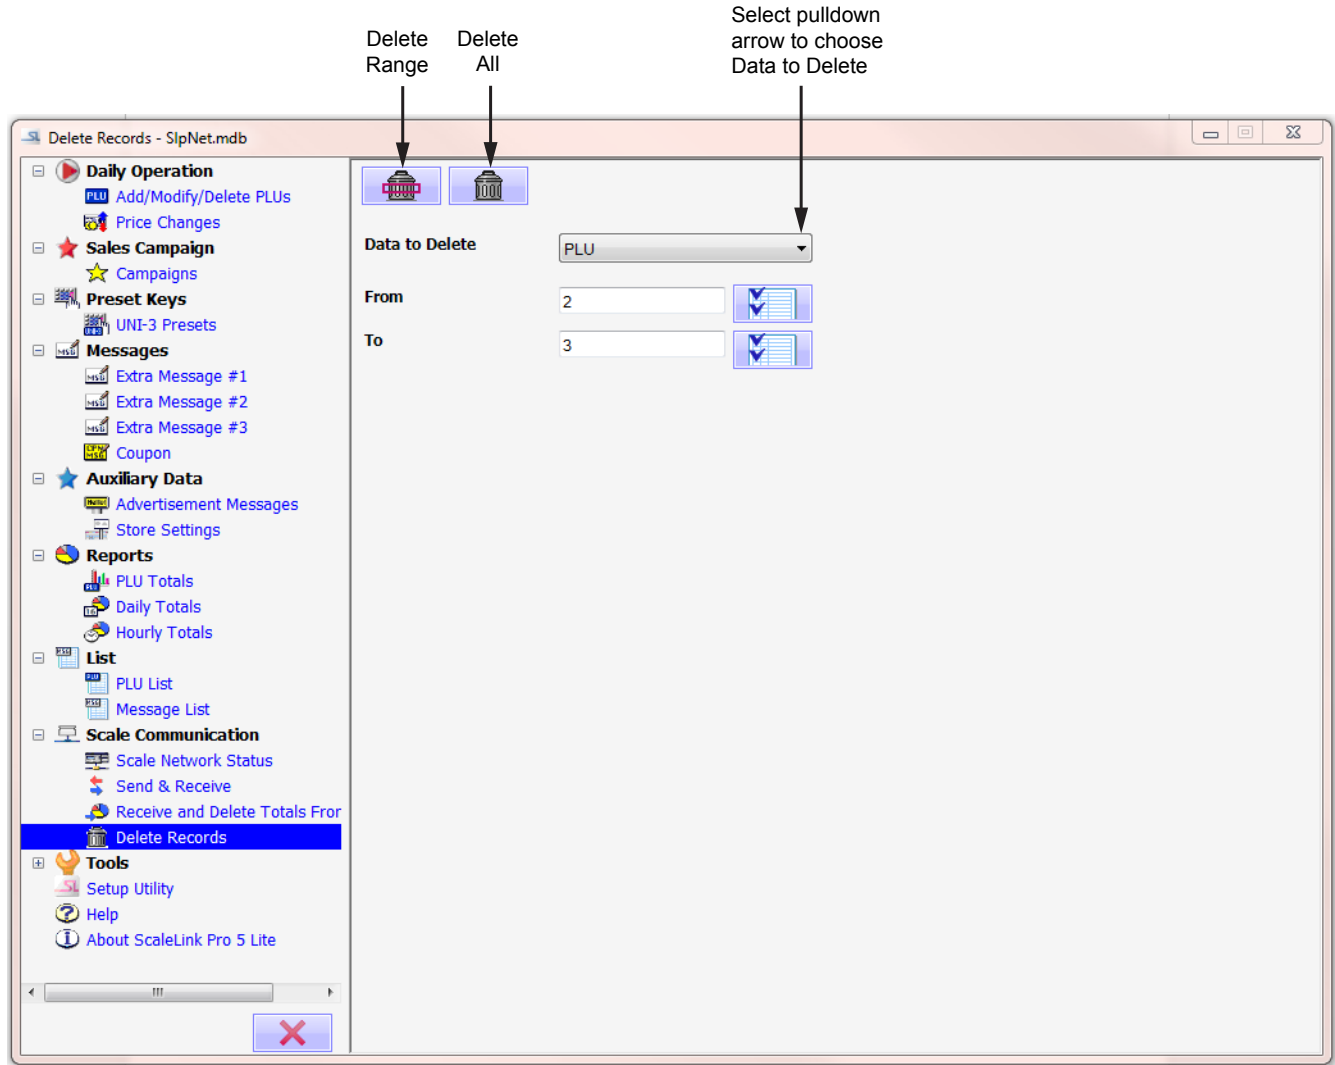 Select pulldown
arrow to choose
Data to Delete
Delete
Range
Delete
All
Delete Records - SlpNet.mdb
Daily Operation
PLU Add/Modify/Delete PLUs
Price Changes
Sales Campaign
Campaigns
Preset Keys
UNI-3 Presets
Messages
Extra Message #1
Extra Message #2
Extra Message #3
Coupon
Auxiliary Data
Advertisement Messages
Store Settings
Reports
PLU Totals
Daily Totals
Hourly Totals
List
PLU List
Message List
Scale Communication
Scale Network Status
Send & Receive
Receive and Delete Totals Fror
Delete Records
Tools
Setup Utility
Help
About ScaleLink Pro 5 Lite
Data to Delete
PLU
From
2
To
3